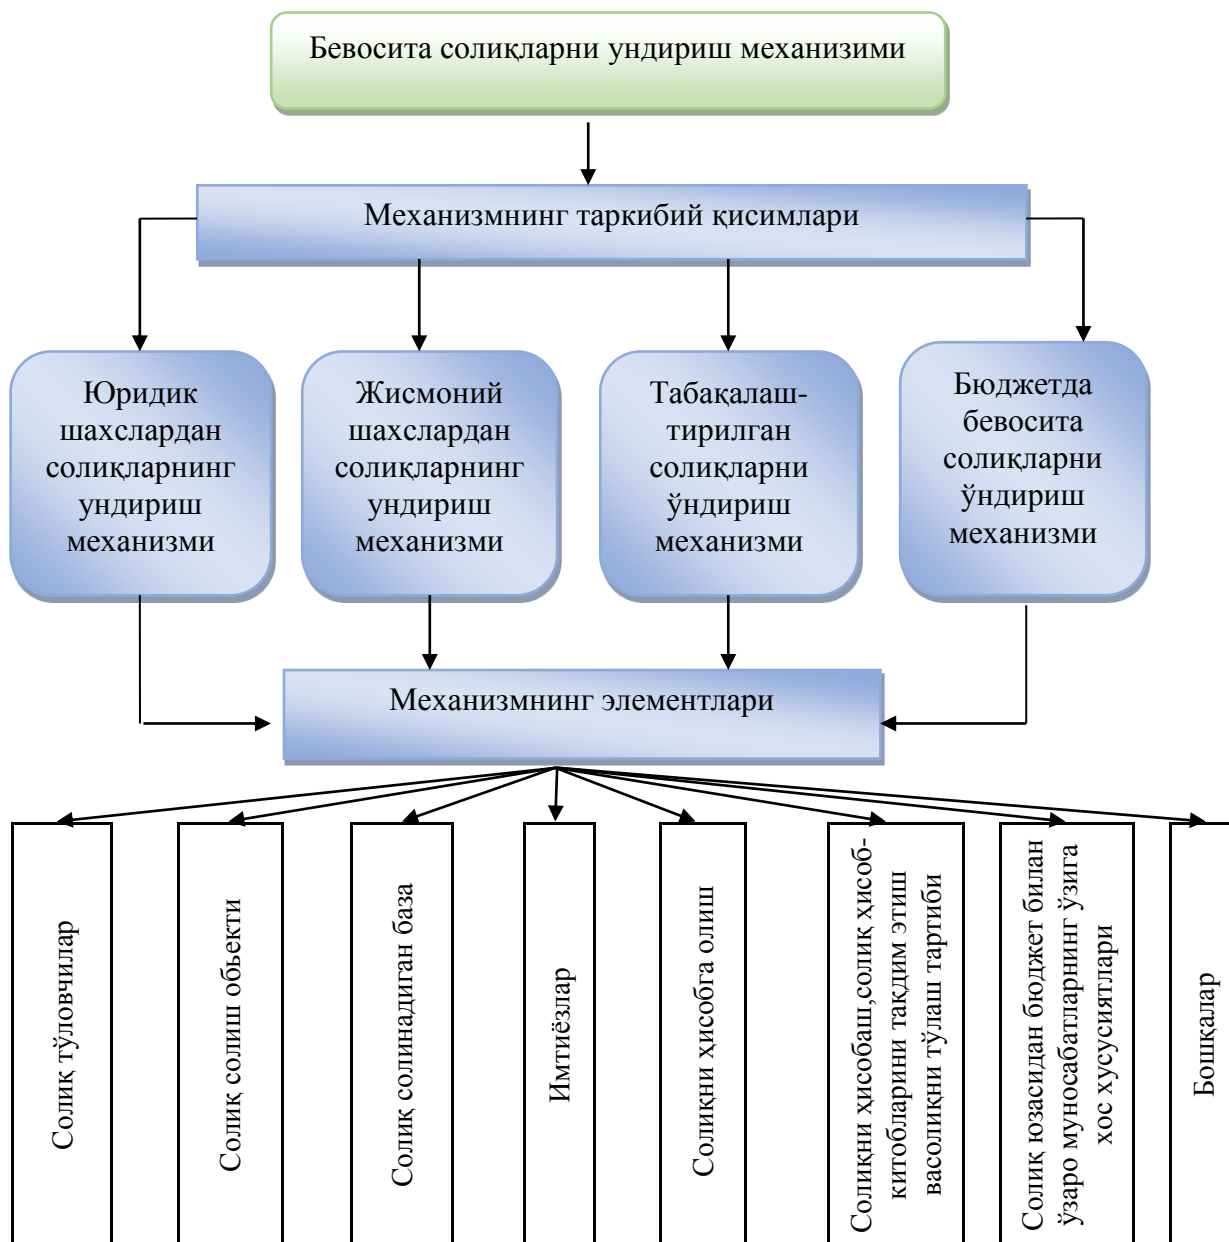 Бевосита солиқларни ундириш механизими
Механизмнинг таркибий қисимлари
Юридик
шахслардан
солиқларнинг
ундириш
механизми
Жисмоний
шахслардан
солиқларнинг
ундириш
механизми
Табақалаш-
тирилган
солиқларни
ўндириш
механизми
Бюджетда
бевосита
солиқларни
ўндириш
механизми
Механизмнинг элементлари
Солиқ тўловчилар
Солиқ солиш обьекти
Солиқ солинадиган база
Имтиёзлар
Солиқни ҳисобга олиш
Солиқни ҳисобаш,солиқ ҳисоб-
китобларини тақдим этиш
васолиқни тўлаш тартиби
Солиқ юзасидан бюджет билан
ўзаро муносабатларнинг ўзига
хос хусусиятлари
Бошқалар